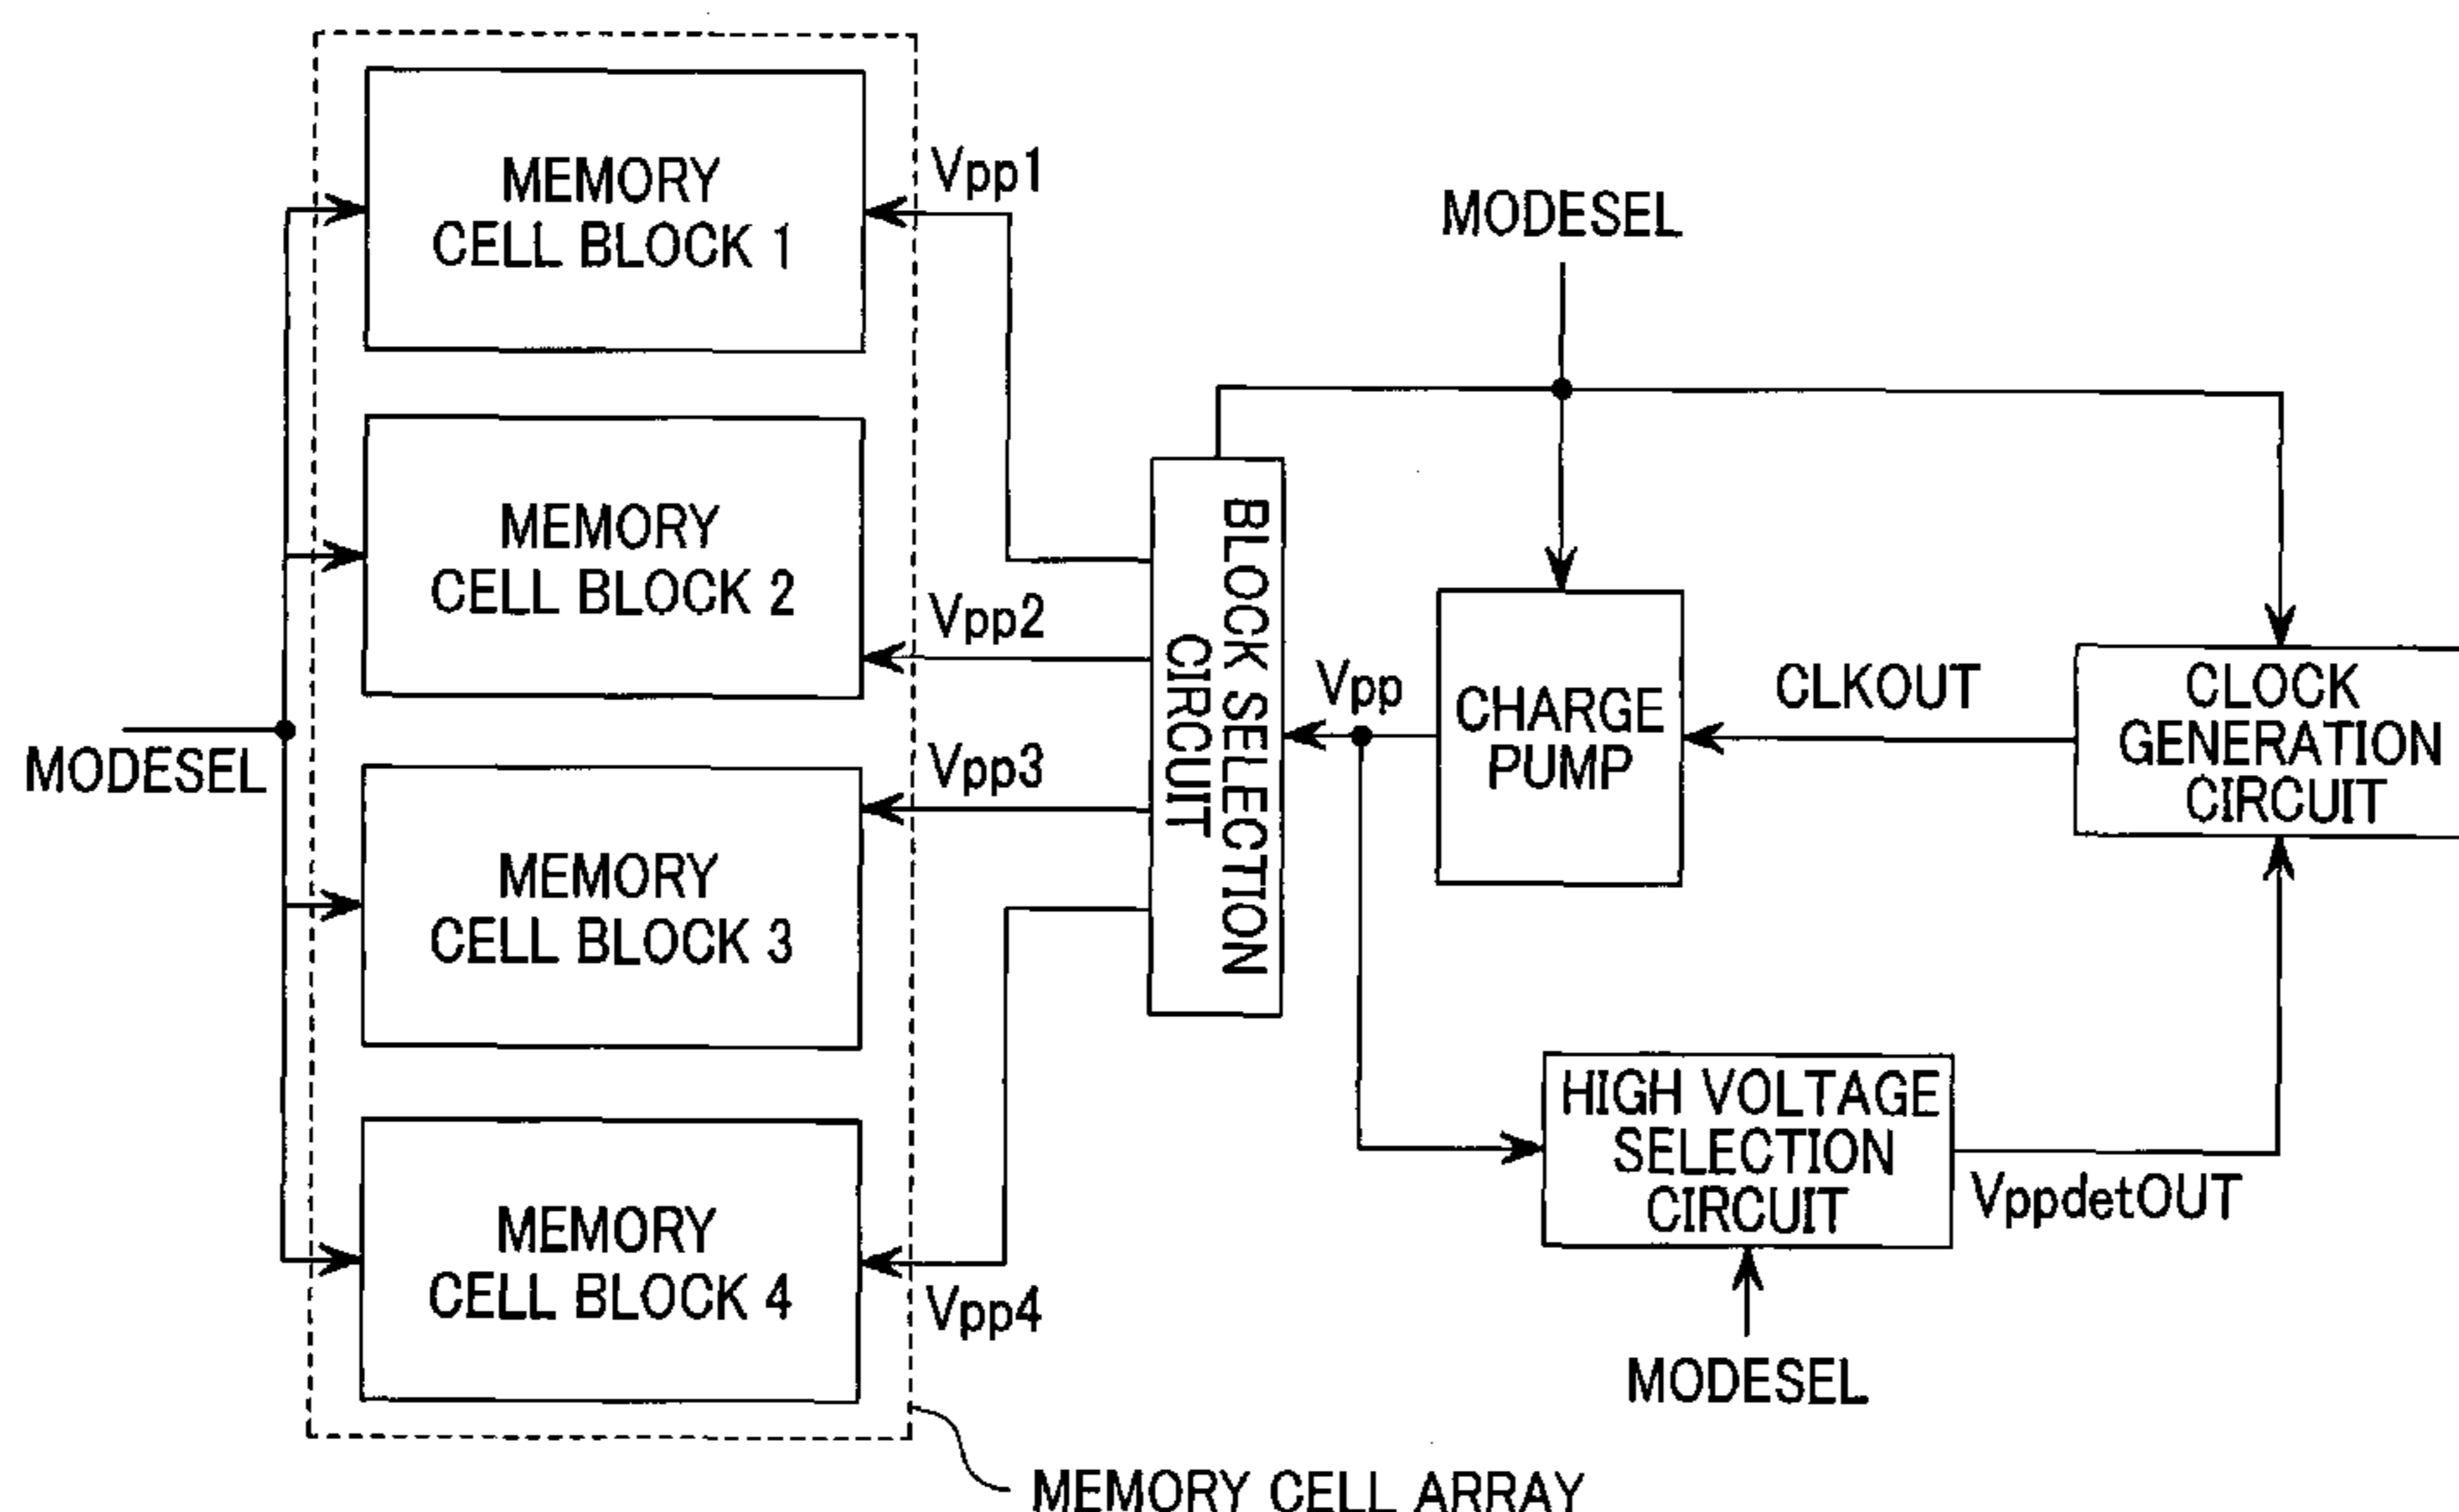 MEMORY
CELL BLOCK 1
Vpp1
MODESEL
MEMORY
CELL BLOCK 2
Vpp2
MODESEL
MEMORY
CELL BLOCK 3
Vpp3
MEMORY
CELL BLOCK 4
Vpp4
BLOCK SELECTION
CIRCUIT
Vpp
CHARGE
PUMP
CLKOUT
CLOCK
GENERATION
CIRCUIT
HIGH VOLTAGE
SELECTION
CIRCUIT
VppdetOUT
MODESEL
MEMORY CELL ARRAY